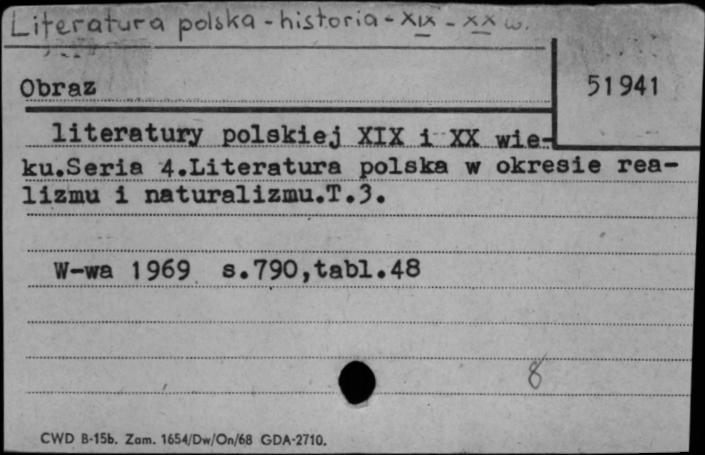 Literatura polska - historia - XIX - XX w.
Obraz
51941
literatury polskiej XIX i XX wie-
ku.Seria 4.Literatura polska w okresie rea-
lizmu i naturalizmu.T.3.
W-wa 1969 s.790,tabl.48
8
CWD B-15b. Zam. 1654/Dw/On/68 GDA-2710.